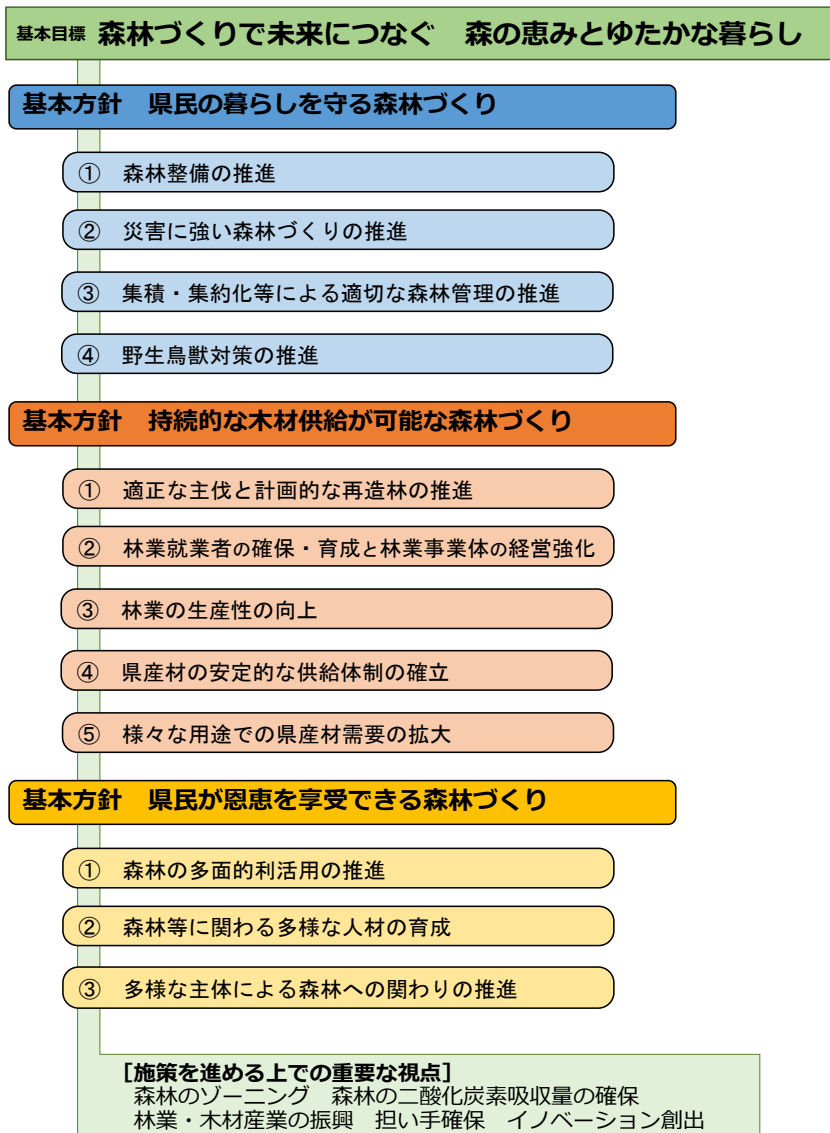 基本目標 森林づくりで未来につなぐ　森の恵みとゆたかな暮らし
基本方針　県民の暮らしを守る森林づくり
①　森林整備の推進
②　災害に強い森林づくりの推進
③　集積・集約化等による適切な森林管理の推進
④　野生鳥獣対策の推進
基本方針　持続的な木材供給が可能な森林づくり
①　適正な主伐と計画的な再造林の推進
②　林業就業者の確保・育成と林業事業体の経営強化
③　林業の生産性の向上
④　県産材の安定的な供給体制の確立
⑤　様々な用途での県産材需要の拡大
基本方針　県民が恩恵を享受できる森林づくり
①　森林の多面的利活用の推進
②　森林等に関わる多様な人材の育成
③　多様な主体による森林への関わりの推進
［施策を進める上での重要な視点］
森林のゾーニング　森林の二酸化炭素吸収量の確保
林業・木材産業の振興　担い手確保　イノベーション創出